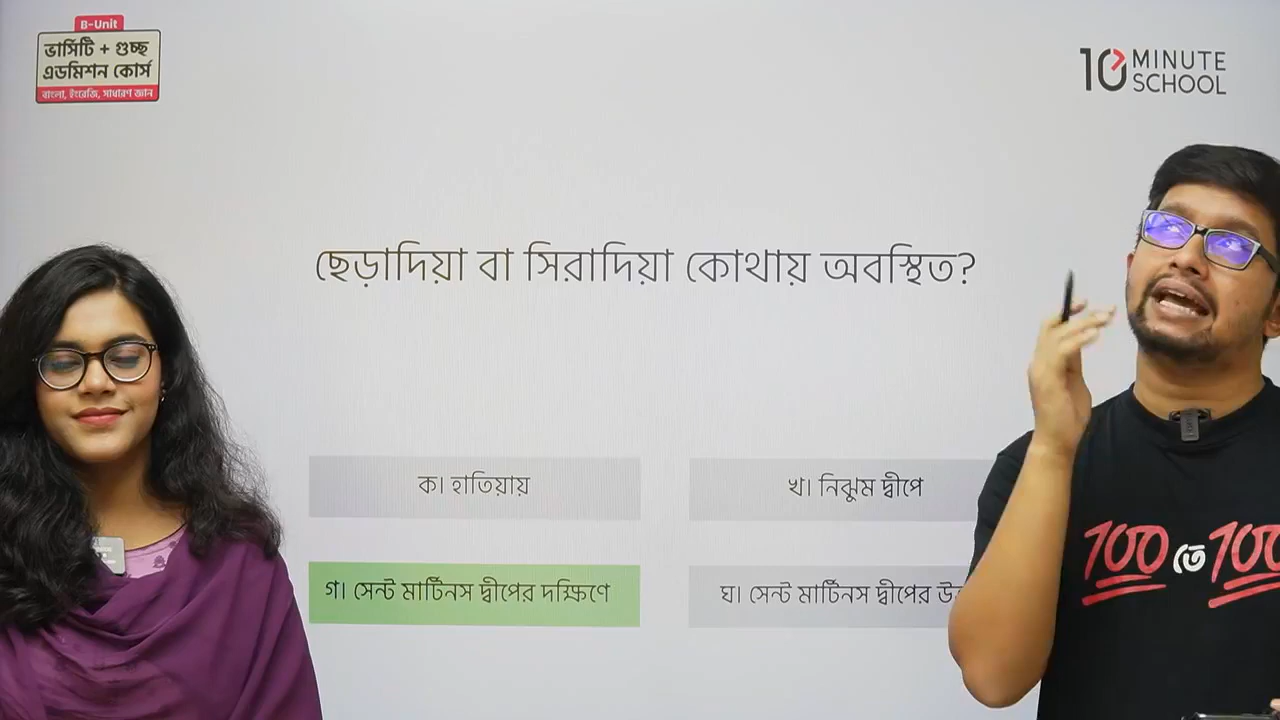 B-Unit
ভার্সিটি + গুচ্ছ
এডমিশন কোর্স
বাংলা, ইংরেজি, সাধারণ জ্ঞান
10 MINUTE
SCHOOL
ছেড়াদিয়া বা সিরাদিয়া কোথায় অবস্থিত?
ক। হাতিয়ায়
খ। নিঝুম দ্বীপে
গ। সেন্ট মার্টিনস দ্বীপের দক্ষিণে
ঘ। সেন্ট মার্টিনস দ্বীপের
100 তে 100